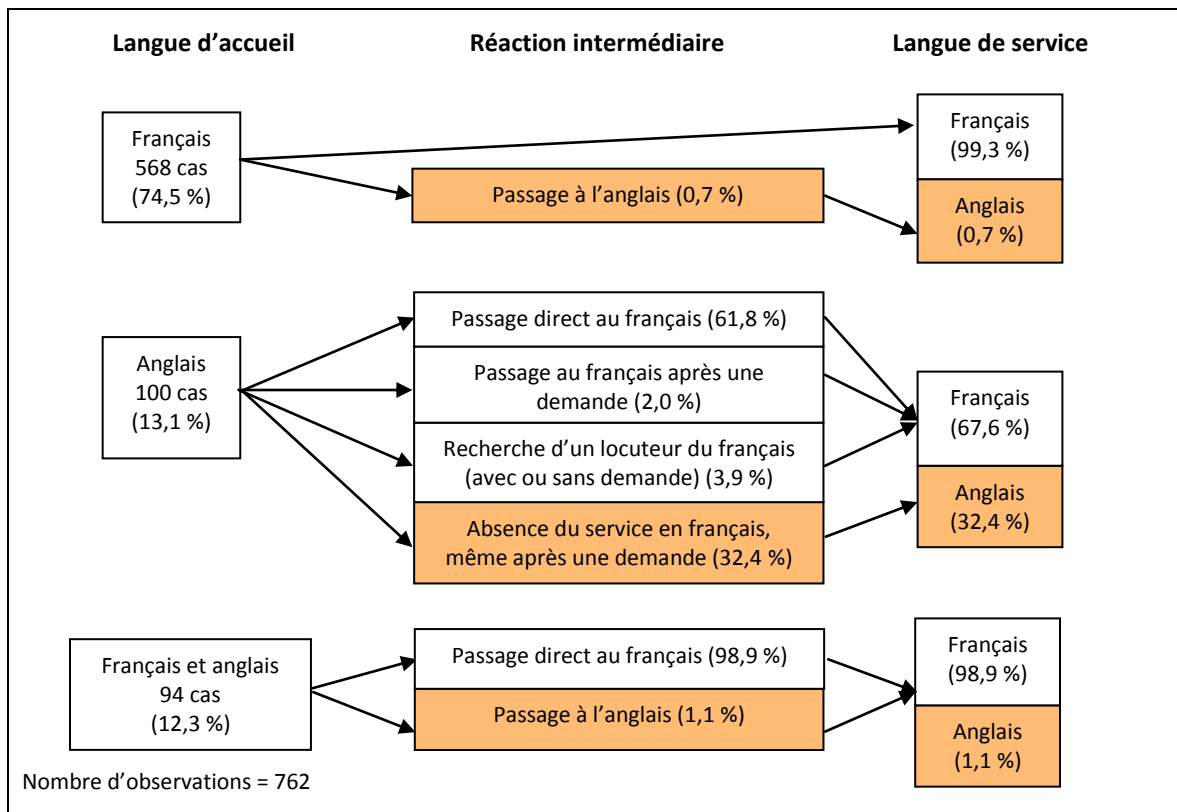 Langue d'accueil
Réaction intermédiaire
Langue de service
Français
568 cas
(74,5 %)
Passage à l'anglais (0,7 %)
Français
(99,3 %)
Anglais
(0,7 %)
Anglais
100 cas
(13,1 %)
Passage direct au français (61,8 %)
Passage au français après une
demande (2,0 %)
Recherche d'un locuteur du français
(avec ou sans demande) (3,9 %)
Absence du service en français,
même après une demande (32,4 %)
Français
(67,6 %)
Anglais
(32,4 %)
Français et anglais
94 cas
(12,3 %)
Passage direct au français (98,9 %)
Passage à l'anglais (1,1 %)
Français
(98,9 %)
Anglais
(1,1 %)
Nombre d'observations = 762